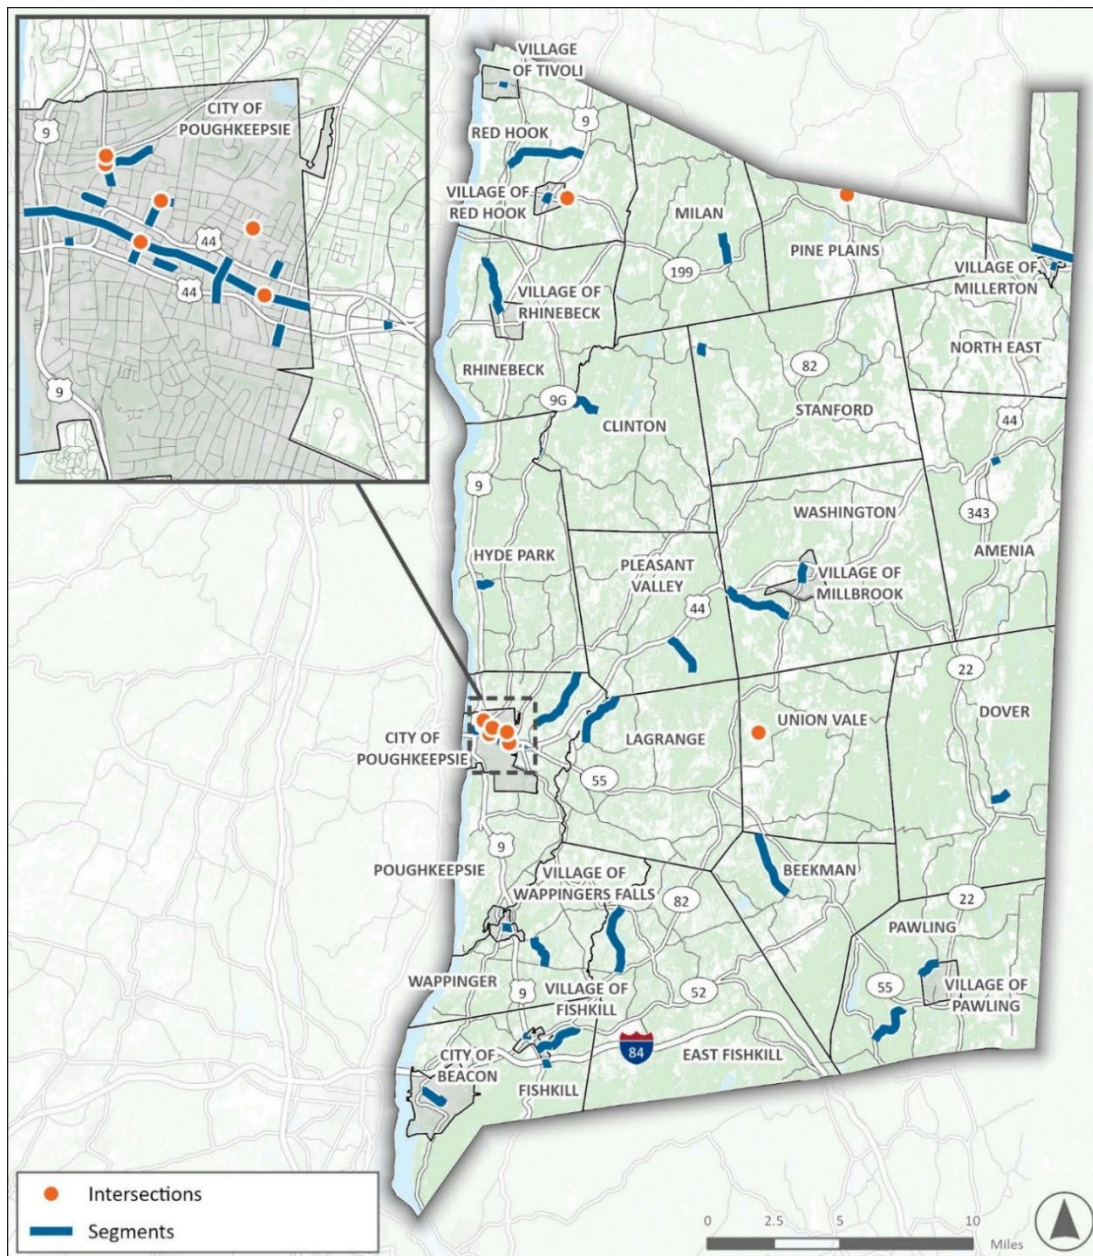 CITY OF
POUGHKEEPSIE
9
44
44
9
VILLAGE
OF TIVOLI
9
RED HOOK
VILLAGE OF
RED HOOK
MILAN
PINE PLAINS
199
VILLAGE OF
MILLERTON
VILLAGE OF
RHINEBECK
NORTH EAST
RHINEBECK
82
9G
CLINTON
STANFORD
44
9
WASHINGTON
343
HYDE PARK
PLEASANT
VALLEY
VILLAGE OF
MILLBROOK
AMENIA
44
22
CITY OF
POUGHKEEPSIE
LAGRANGE
UNION VALE
DOVER
55
9
POUGHKEEPSIE
VILLAGE OF
WAPPINGERS FALLS
BEEKMAN
82
22
PAWLING
WAPPINGER
9
VILLAGE OF
FISHKILL
52
55
VILLAGE OF
PAWLING
CITY OF
BEACON
FISHKILL
84
EAST FISHKILL
Intersections
Segments
0 2.5 5 10
Miles